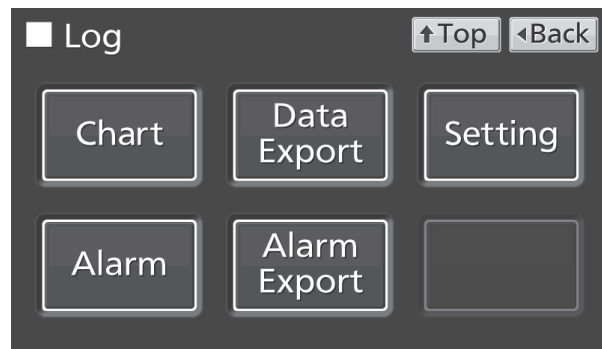 Log
Top
Back
Chart
Data
Export
Setting
Alarm
Alarm
Export